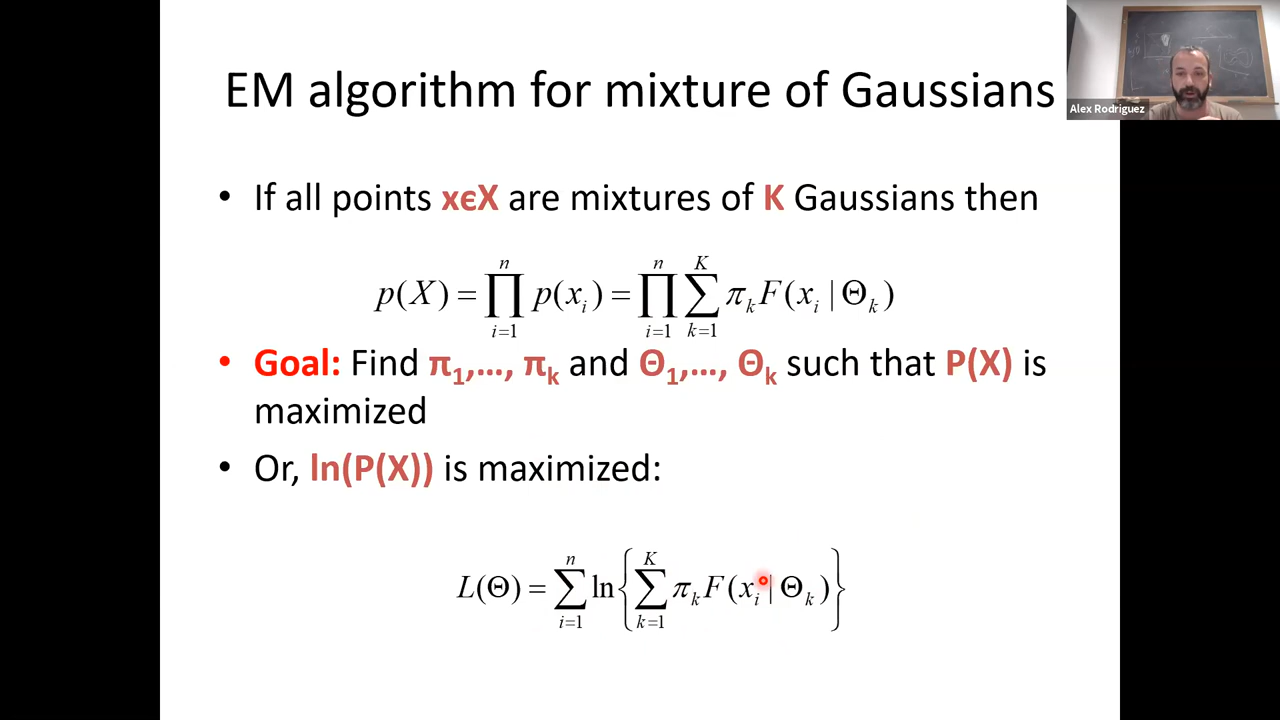 EM algorithm for mixture of Gaussians
Alex Rodriguez
• If all points xϵX are mixtures of K Gaussians then
p(X) = ∏_{i=1}^{n} p(x_i) = ∏_{i=1}^{n} ∑_{k=1}^{K} π_k F(x_i | Θ_k)
• Goal: Find π₁,…, π_k and Θ₁,…, Θ_k such that P(X) is
maximized
• Or, ln(P(X)) is maximized:
L(Θ) = ∑_{i=1}^{n} ln{∑_{k=1}^{K} π_k F(x_i | Θ_k)}